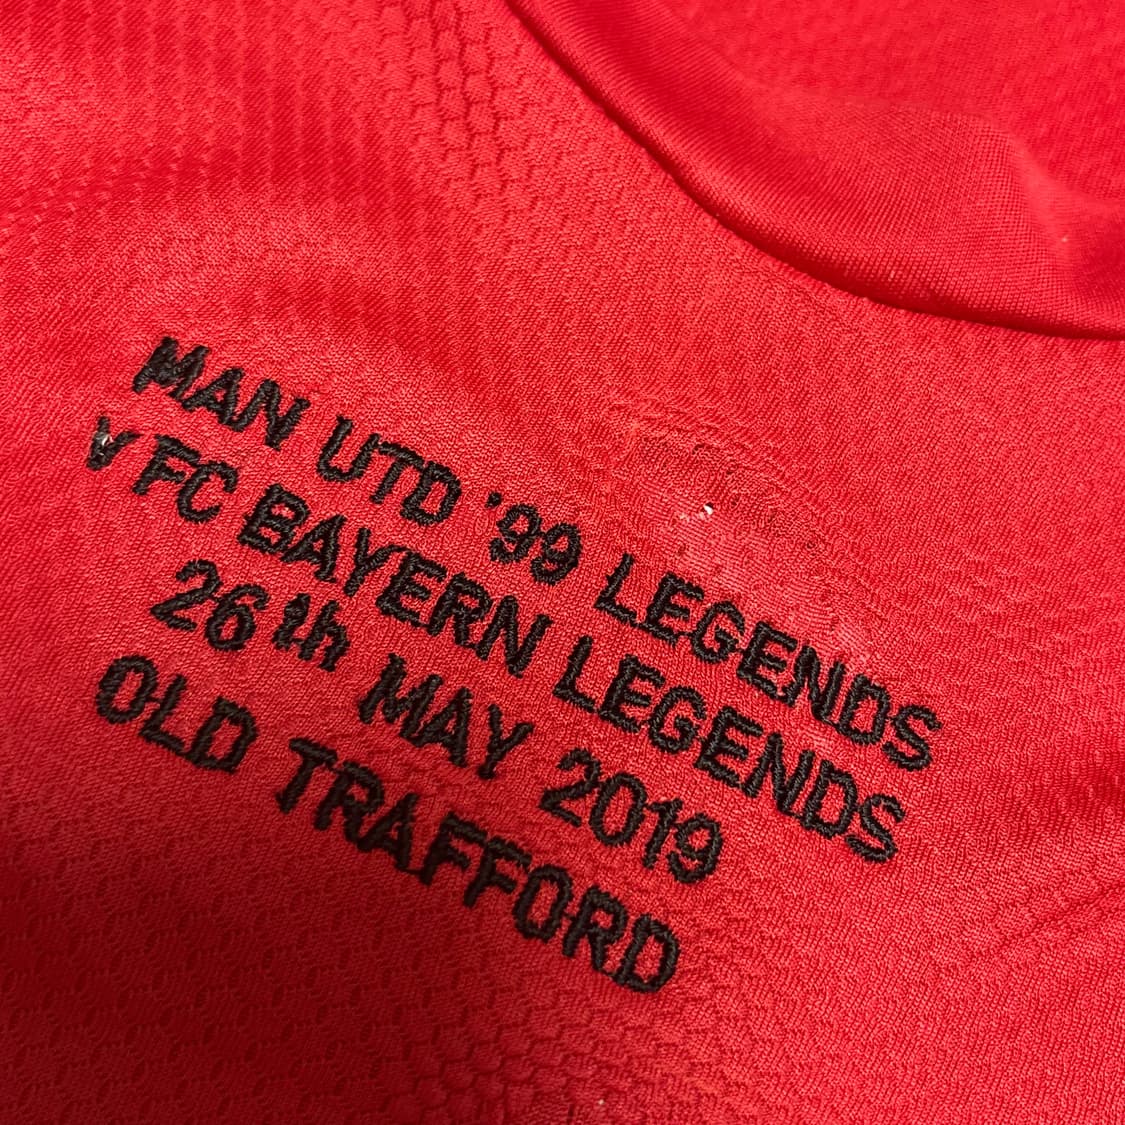 MAN UTD '99 LEGENDS
V FC BAYERN LEGENDS
26th MAY 2019
OLD TRAFFORD